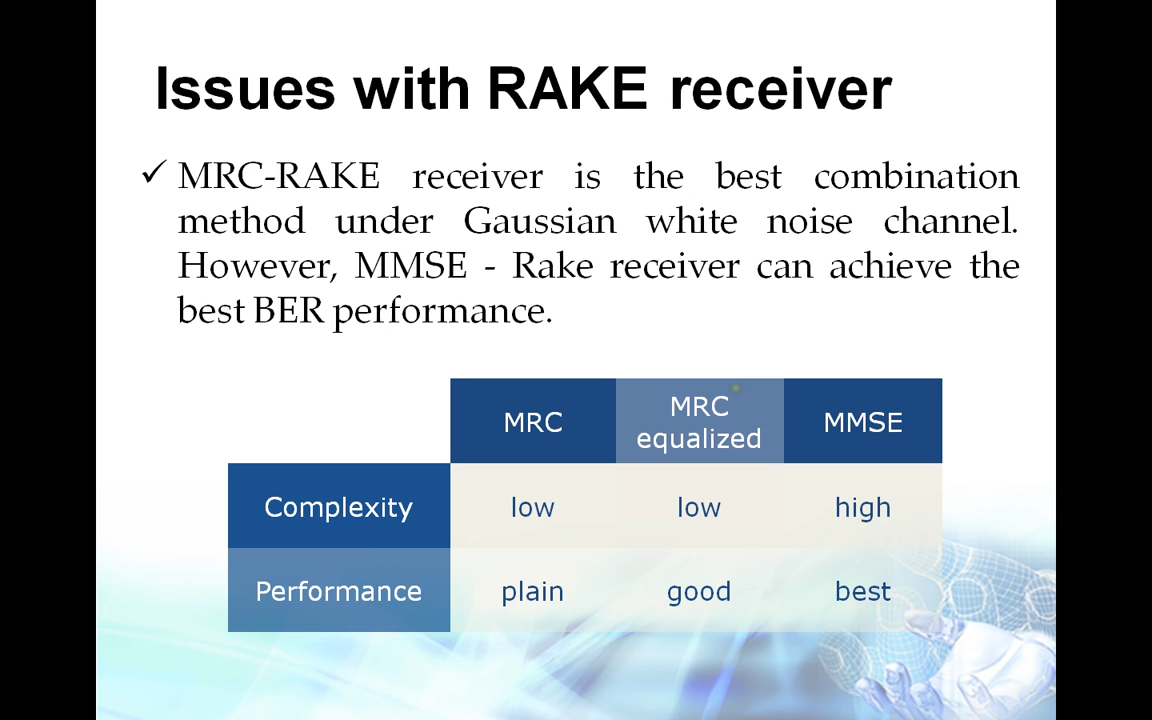 Issues with RAKE receiver
✓ MRC-RAKE receiver is the best combination
method under Gaussian white noise channel.
However, MMSE - Rake receiver can achieve the
best BER performance.
MRC MRC equalized MMSE
Complexity low low high
Performance plain good best